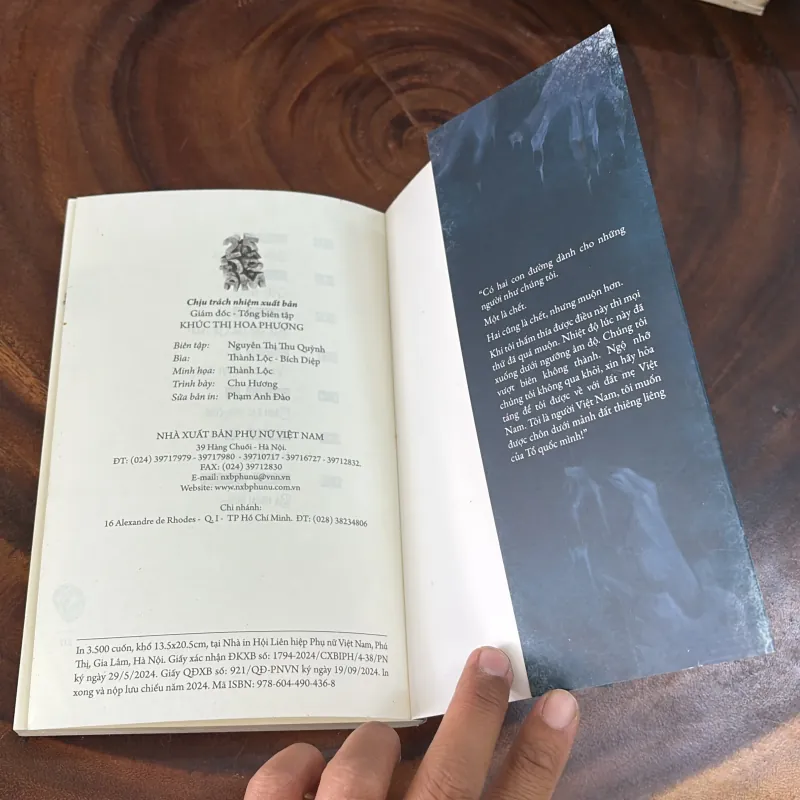 Chịu trách nhiệm xuất bản
Giám đốc - Tổng biên tập
KHÚC THỊ HOA PHƯỢNG
Biên tập: Nguyễn Thị Thu Quỳnh
Bìa: Thành Lộc - Bích Diệp
Minh họa: Thành Lộc
Trình bày: Chu Hương
Sửa bản in: Phạm Anh Đào
NHÀ XUẤT BẢN PHỤ NỮ VIỆT NAM
39 Hàng Chuối - Hà Nội.
ĐT: (024) 39717979 - 39717980 - 39710717 - 39716727 - 39712832.
FAX: (024) 39712830
E-mail: nxbphunu@vnn.vn
Website: www.nxbphunu.com.vn
Chi nhánh:
16 Alexandre de Rhodes - Q. I - TP Hồ Chí Minh. ĐT: (028) 38234806
In 3.500 cuốn, khổ 13.5x20.5cm, tại Nhà in Hội Liên hiệp Phụ nữ Việt Nam, Phú
Thị, Gia Lâm, Hà Nội. Giấy xác nhận ĐKXB số: 1794-2024/CXBIPH/4-38/PN
ký ngày 29/5/2024. Giấy QĐXB số: 921/QĐ-PNVN ký ngày 19/09/2024. In
xong và nộp lưu chiểu năm 2024. Mã ISBN: 978-604-490-436-8
"Có hai con đường dành cho những
người như chúng tôi.
Một là chết.
Hai cũng là chết, nhưng muộn hơn.
Khi tôi thấm thía được điều này thì mọi
thứ đã quá muộn. Nhiệt độ lúc này đã
xuống dưới ngưỡng âm độ. Chúng tôi
vượt biên không thành. Ngộ nhỡ
chúng tôi không qua khỏi, xin hãy hỏa
táng để tôi được về với đất mẹ Việt
Nam. Tôi là người Việt Nam, tôi muốn
được chôn dưới mảnh đất thiêng liêng
của Tổ quốc mình!"